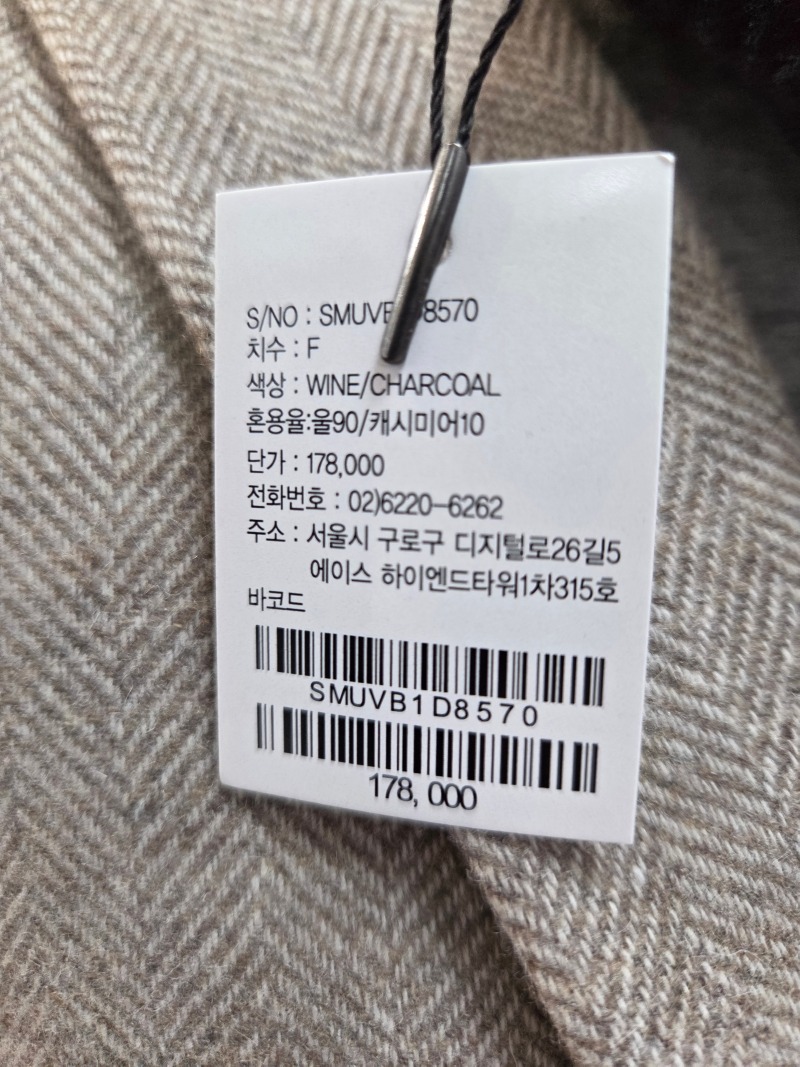 S/NO : SMUVB1D8570
치수 : F
색상 : WINE/CHARCOAL
혼용율:울90/캐시미어10
단가 : 178,000
전화번호 : 02)6220-6262
주소 : 서울시 구로구 디지털로26길5
에이스 하이엔드타워1차315호
바코드
SMUVB1D8570
178, 000